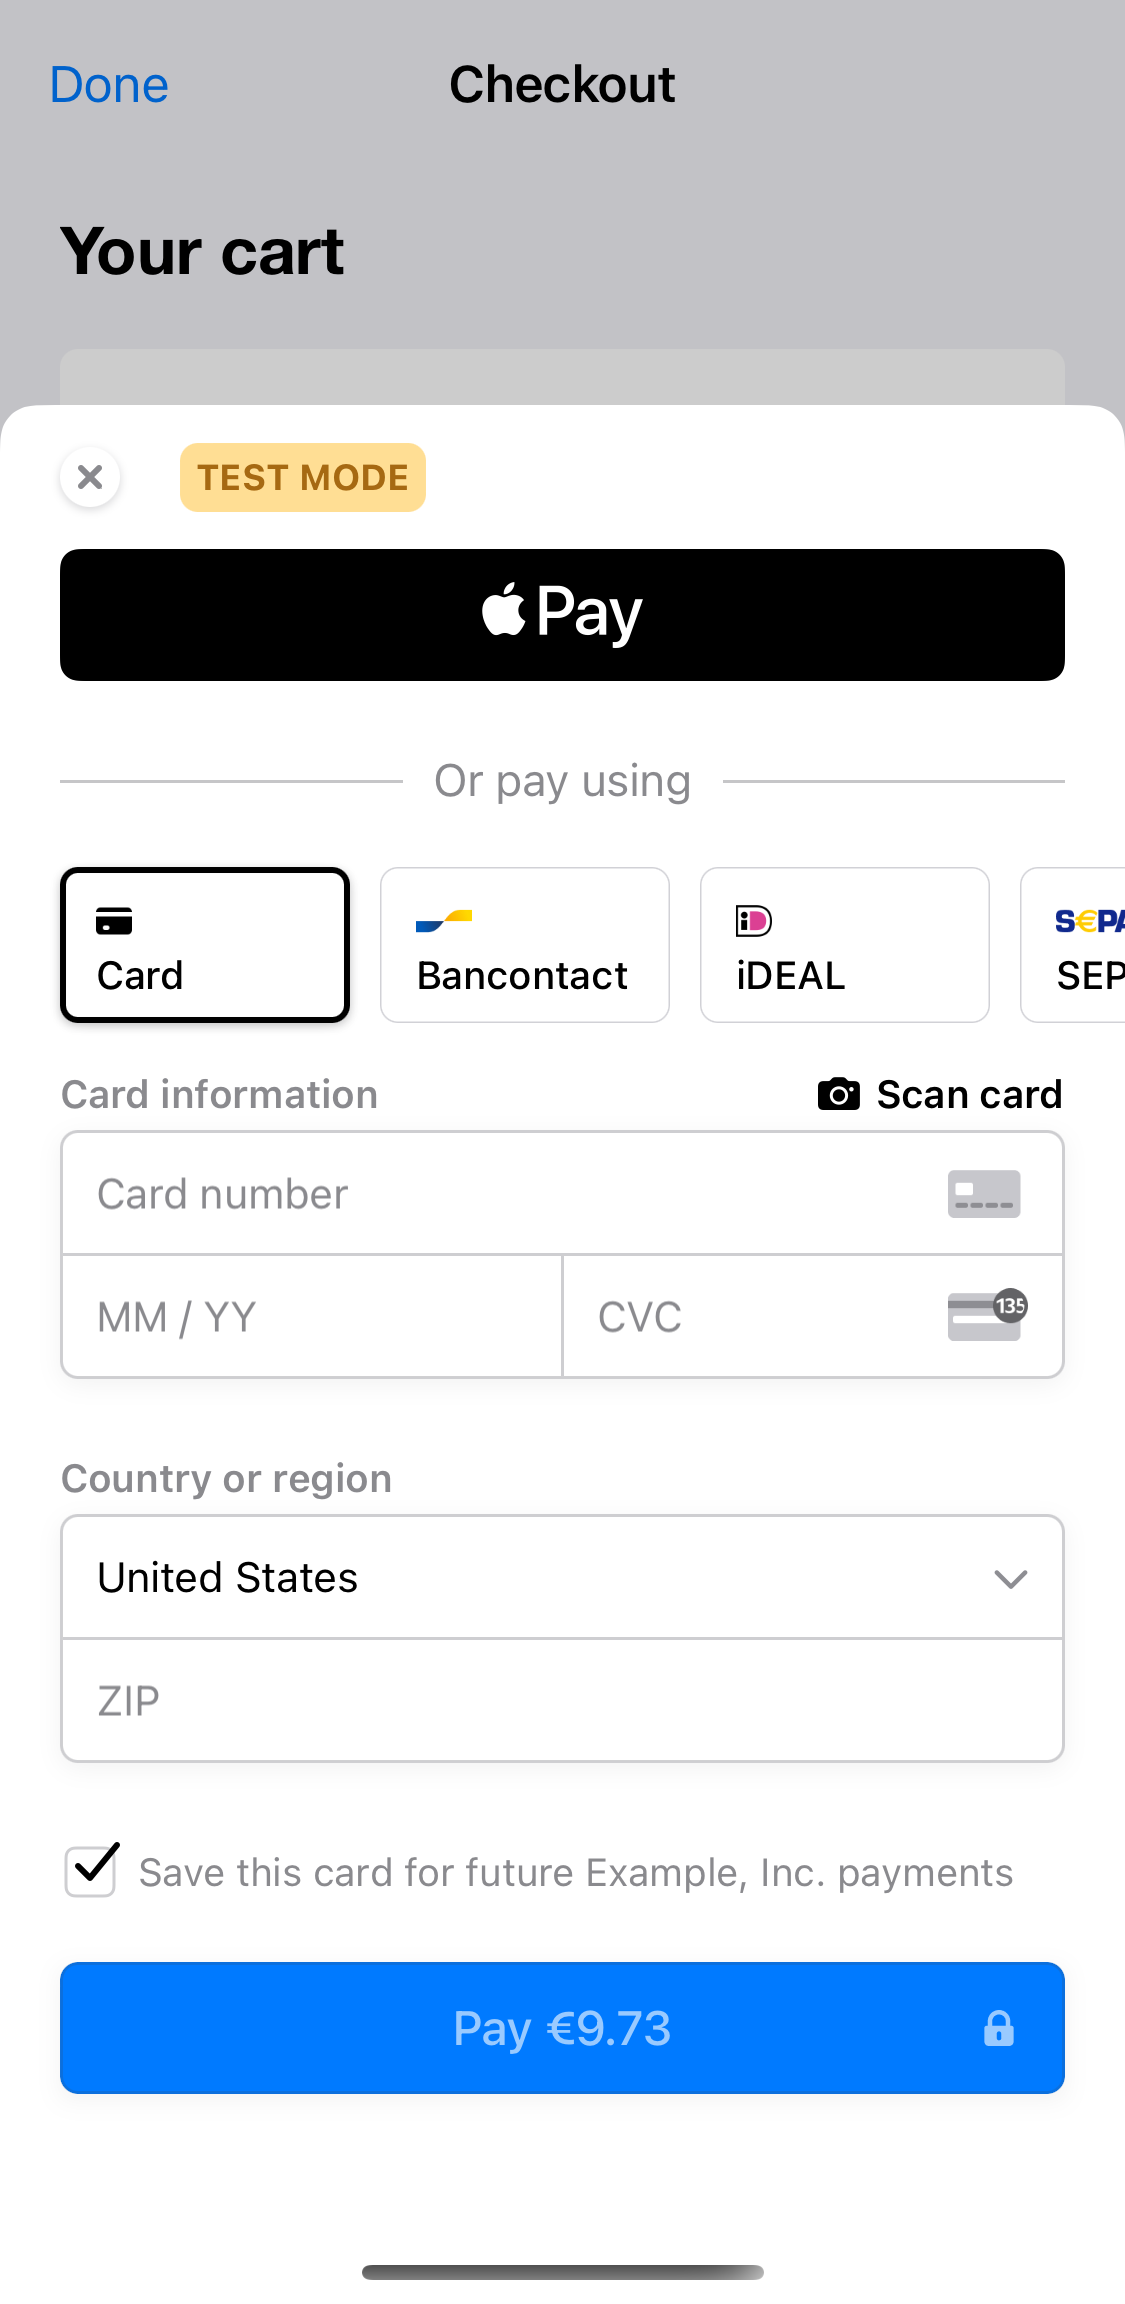 Done
Checkout
Your cart
TEST MODE
Pay
Or pay using
Card
Bancontact
iD
iDEAL
S€PA
SEP
Card information
Scan card
Card number
MM / YY
CVC
135
Country or region
United States
ZIP
Save this card for future Example, Inc. payments
Pay €9.73